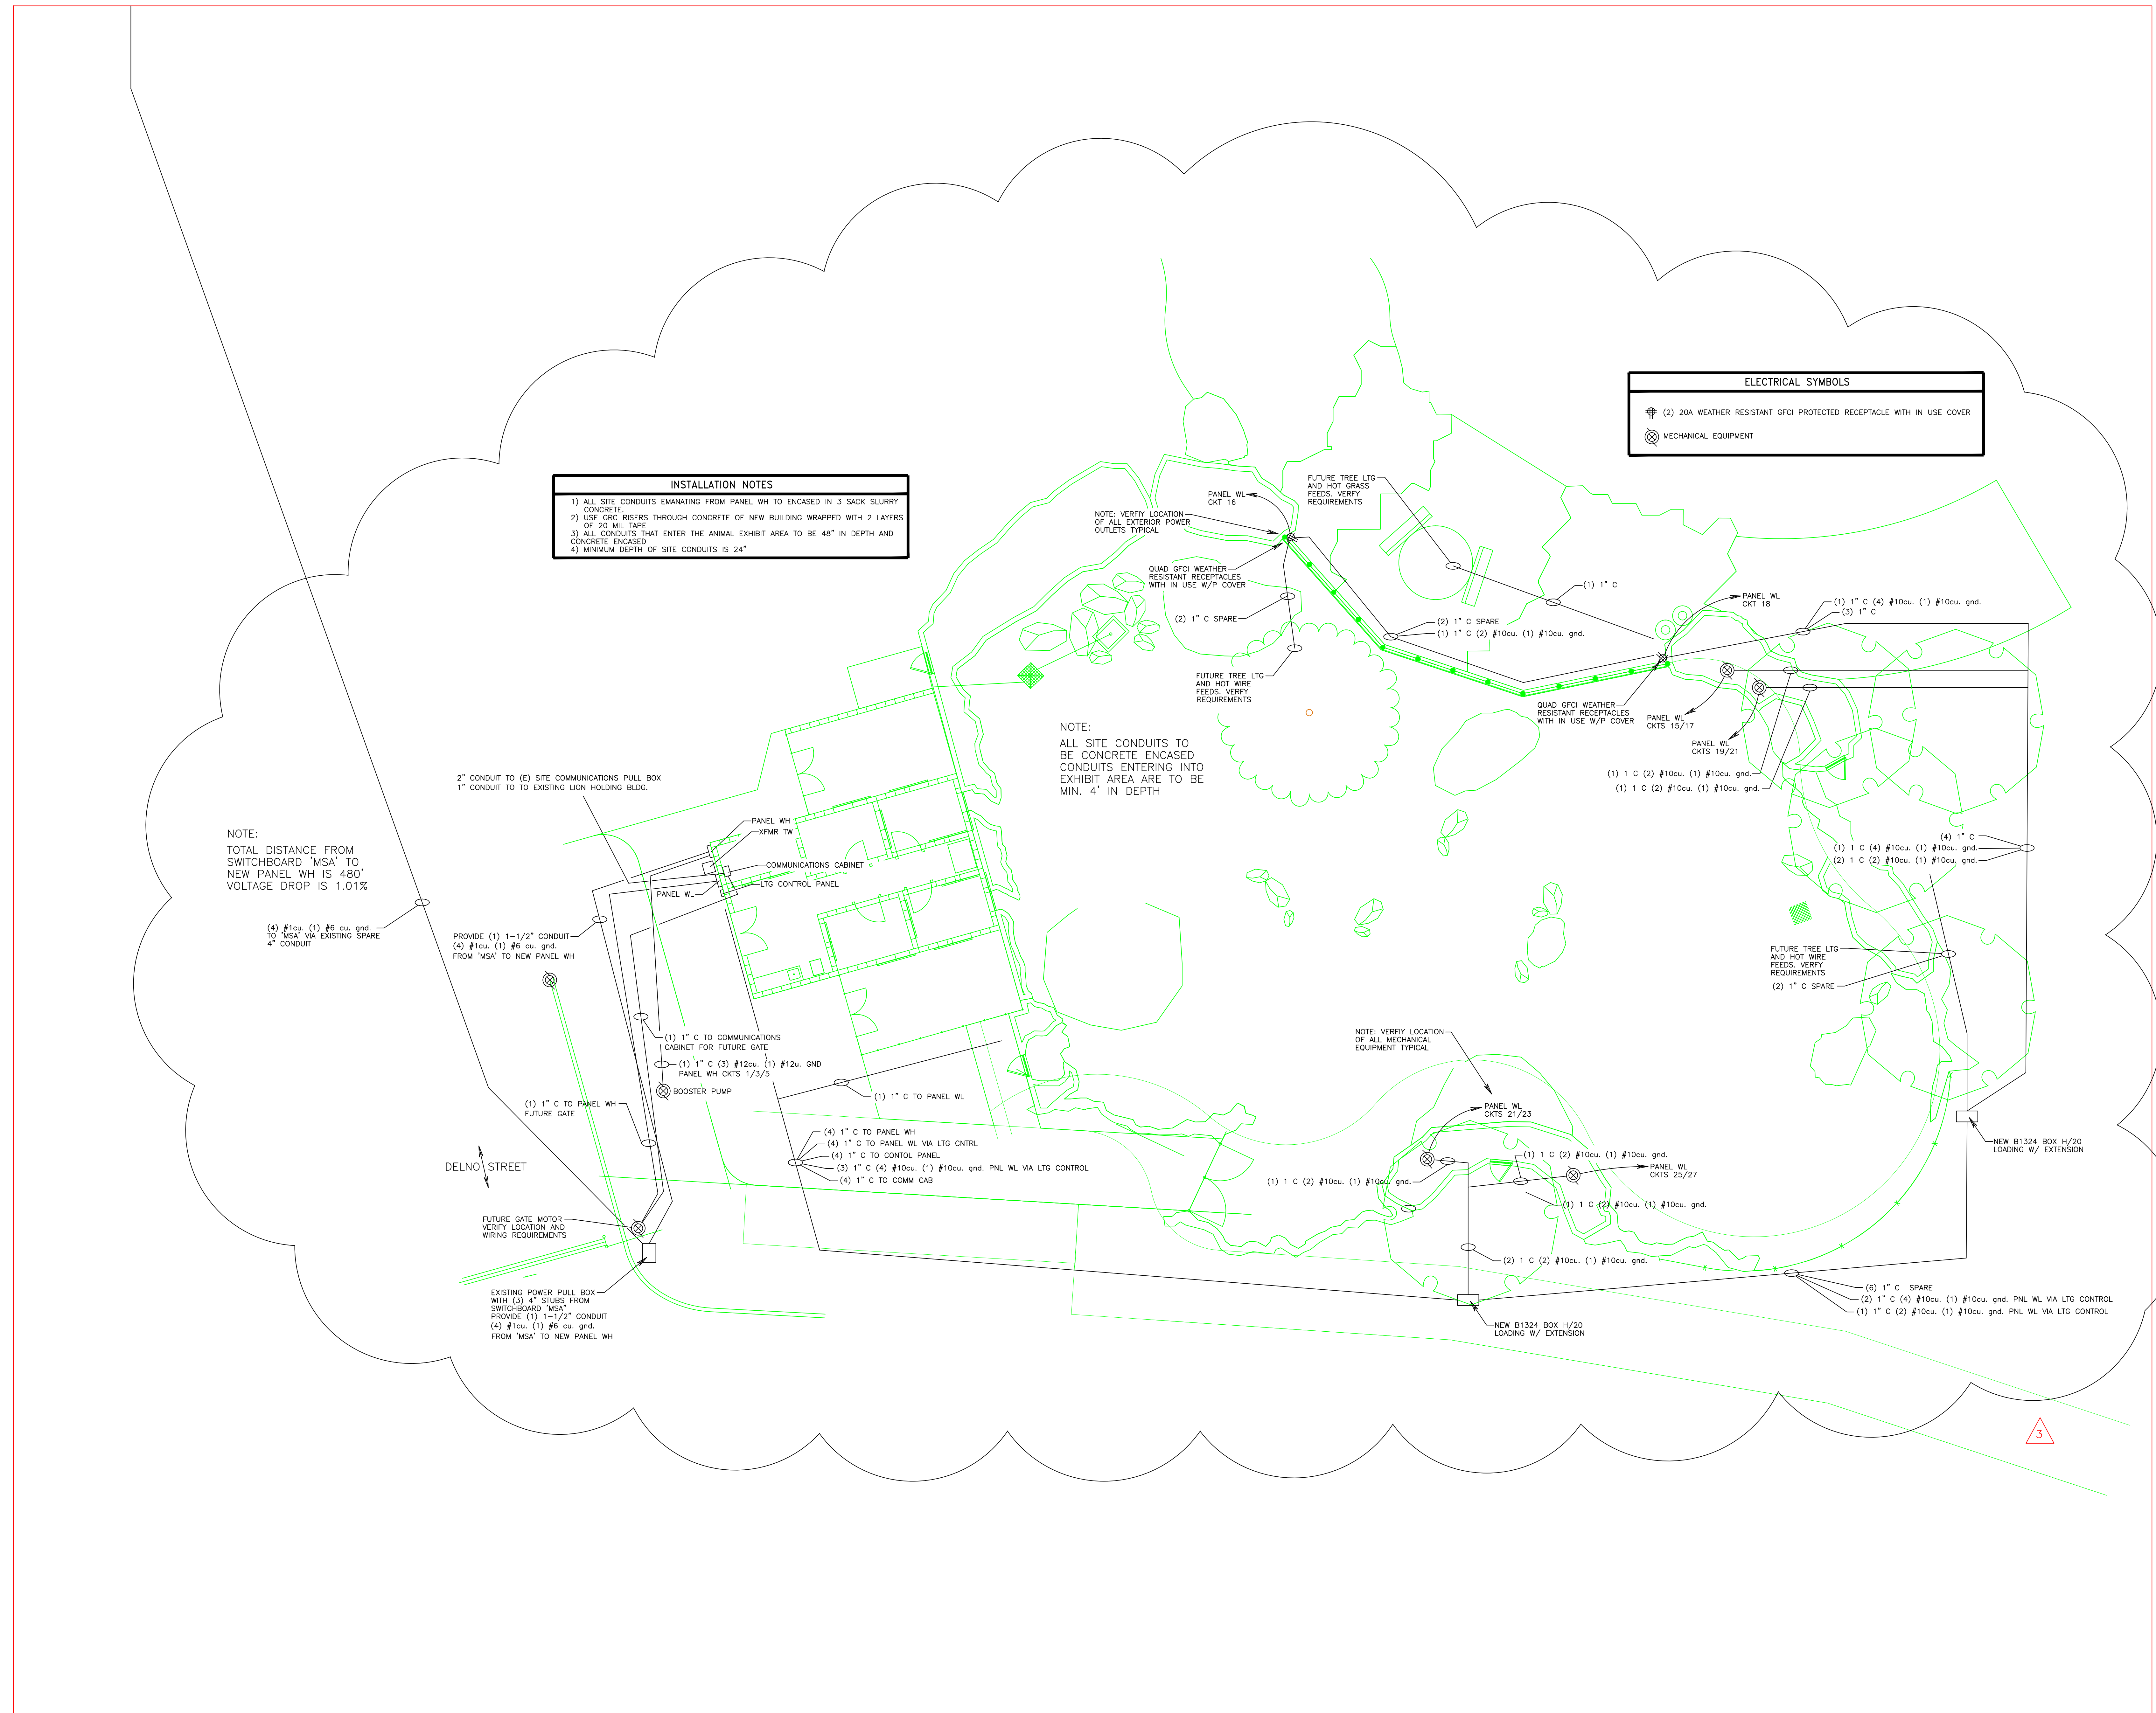 ELECTRICAL SYMBOLS
(2) 20A WEATHER RESISTANT GFCI PROTECTED RECEPTACLE WITH IN USE COVER
MECHANICAL EQUIPMENT
INSTALLATION NOTES
1) ALL SITE CONDUITS EMANATING FROM PANEL WH TO ENCASED IN 3 SACK SLURRY
CONCRETE.
2) USE GRC RISERS THROUGH CONCRETE OF NEW BUILDING WRAPPED WITH 2 LAYERS
OF 20 MIL TAPE
3) ALL CONDUITS THAT ENTER THE ANIMAL EXHIBIT AREA TO BE 48" IN DEPTH AND
CONCRETE ENCASED
4) MINIMUM DEPTH OF SITE CONDUITS IS 24"
PANEL WL
CKT 16
NOTE: VERFIY LOCATION
OF ALL EXTERIOR POWER
OUTLETS TYPICAL
FUTURE TREE LTG
AND HOT GRASS
FEEDS. VERFY
REQUIREMENTS
QUAD GFCI WEATHER
RESISTANT RECEPTACLES
WITH IN USE W/P COVER
(2) 1" C SPARE
(1) 1" C
PANEL WL
CKT 18
(1) 1" C (4) #10cu. (1) #10cu. gnd.
(3) 1" C
(2) 1" C SPARE
(1) 1" C (2) #10cu. (1) #10cu. gnd.
FUTURE TREE LTG
AND HOT WIRE
FEEDS. VERFY
REQUIREMENTS
QUAD GFCI WEATHER
RESISTANT RECEPTACLES
WITH IN USE W/P COVER
PANEL WL
CKTS 15/17
PANEL WL
CKTS 19/21
(1) 1 C (2) #10cu. (1) #10cu. gnd.
(1) 1 C (2) #10cu. (1) #10cu. gnd.
NOTE:
ALL SITE CONDUITS TO
BE CONCRETE ENCASED
CONDUITS ENTERING INTO
EXHIBIT AREA ARE TO BE
MIN. 4' IN DEPTH
2" CONDUIT TO (E) SITE COMMUNICATIONS PULL BOX
1" CONDUIT TO TO EXISTING LION HOLDING BLDG.
PANEL WH
XFMR TW
COMMUNICATIONS CABINET
LTG CONTROL PANEL
PANEL WL
NOTE:
TOTAL DISTANCE FROM
SWITCHBOARD 'MSA' TO
NEW PANEL WH IS 480'
VOLTAGE DROP IS 1.01%
(4) #1cu. (1) #6 cu. gnd.
TO 'MSA' VIA EXISTING SPARE
4" CONDUIT
PROVIDE (1) 1-1/2" CONDUIT
(4) #1cu. (1) #6 cu. gnd.
FROM 'MSA' TO NEW PANEL WH
(4) 1" C
(1) 1 C (4) #10cu. (1) #10cu. gnd.
(2) 1 C (2) #10cu. (1) #10cu. gnd.
FUTURE TREE LTG
AND HOT WIRE
FEEDS. VERFY
REQUIREMENTS
(2) 1" C SPARE
(1) 1" C TO COMMUNICATIONS
CABINET FOR FUTURE GATE
(1) 1" C (3) #12cu. (1) #12u. GND
PANEL WH CKTS 1/3/5
BOOSTER PUMP
(1) 1" C TO PANEL WH
FUTURE GATE
(1) 1" C TO PANEL WL
NOTE: VERFIY LOCATION
OF ALL MECHANICAL
EQUIPMENT TYPICAL
PANEL WL
CKTS 21/23
(4) 1" C TO PANEL WH
(4) 1" C TO PANEL WL VIA LTG CNTRL
(4) 1" C TO CONTOL PANEL
(3) 1" C (4) #10cu. (1) #10cu. gnd. PNL WL VIA LTG CONTROL
(4) 1" C TO COMM CAB
DELNO STREET
(1) 1 C (2) #10cu. (1) #10cu. gnd.
PANEL WL
CKTS 25/27
(1) 1 C (2) #10cu. (1) #10cu. gnd.
(1) 1 C (2) #10cu. (1) #10cu. gnd.
NEW B1324 BOX H/20
LOADING W/ EXTENSION
FUTURE GATE MOTOR
VERIFY LOCATION AND
WIRING REQUIREMENTS
(2) 1 C (2) #10cu. (1) #10cu. gnd.
EXISTING POWER PULL BOX
WITH (3) 4" STUBS FROM
SWITCHBOARD 'MSA"
PROVIDE (1) 1-1/2" CONDUIT
(4) #1cu. (1) #6 cu. gnd.
FROM 'MSA' TO NEW PANEL WH
(6) 1" C SPARE
(2) 1" C (4) #10cu. (1) #10cu. gnd. PNL WL VIA LTG CONTROL
(1) 1" C (2) #10cu. (1) #10cu. gnd. PNL WL VIA LTG CONTROL
NEW B1324 BOX H/20
LOADING W/ EXTENSION
3